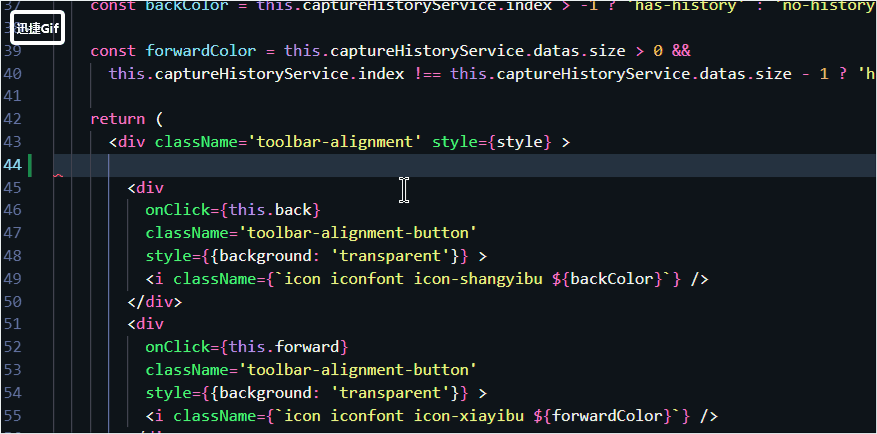 37 const backColor = this.captureHistoryService.index > -1 ? 'has-history' : 'no-history
迅捷Gif
39 const forwardColor = this.captureHistoryService.datas.size > 0 &&
40 this.captureHistoryService.index !== this.captureHistoryService.datas.size - 1 ? 'h
41
42 return (
43 <div className='toolbar-alignment' style={style} >
44
45 <div
46 onClick={this.back}
47 className='toolbar-alignment-button'
48 style={{background: 'transparent'}} >
49 <i className={`icon iconfont icon-shangyibu ${backColor}`} />
50 </div>
51 <div
52 onClick={this.forward}
53 className='toolbar-alignment-button'
54 style={{background: 'transparent'}} >
55 <i className={`icon iconfont icon-xiayibu ${forwardColor}`} />